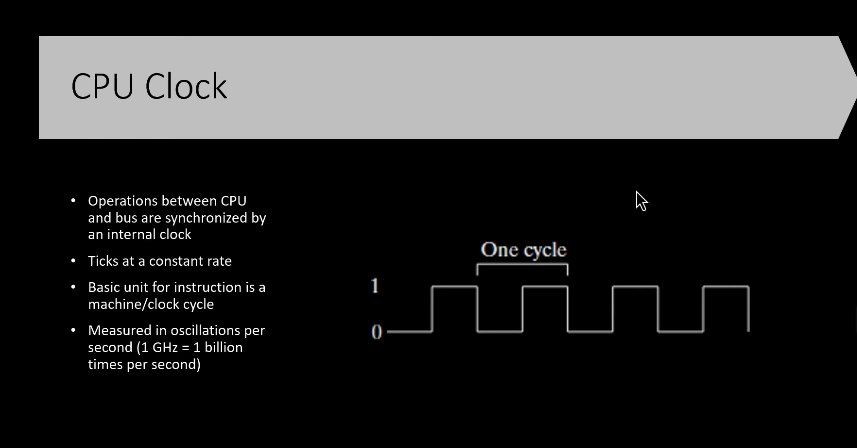 CPU Clock
• Operations between CPU
and bus are synchronized by
an internal clock
• Ticks at a constant rate
• Basic unit for instruction is a
machine/clock cycle
• Measured in oscillations per
second (1 GHz = 1 billion
times per second)
One cycle
1
0